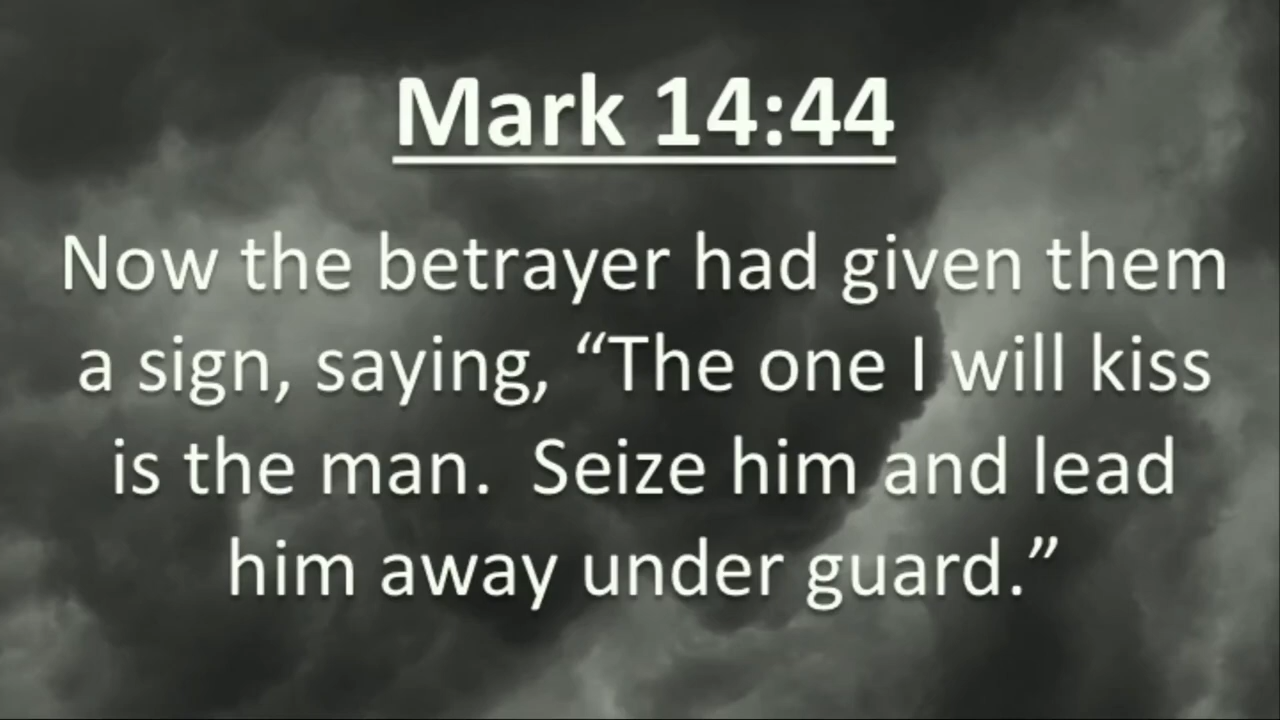 Mark 14:44
Now the betrayer had given them
a sign, saying, “The one I will kiss
is the man.  Seize him and lead
him away under guard.”